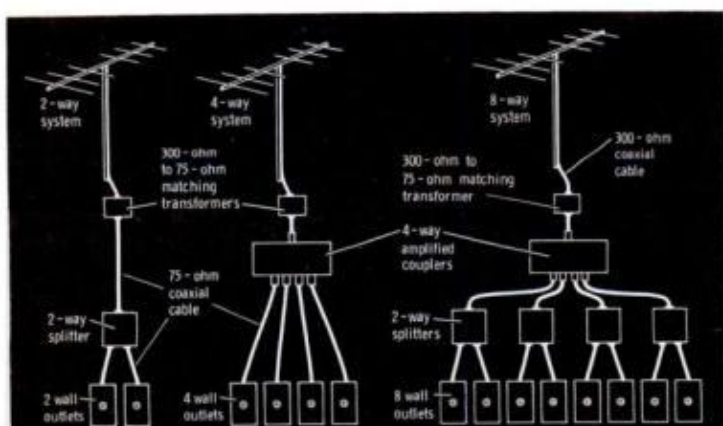 2-way
system
4-way
system
8-way
system
300-ohm
to 75-ohm
matching
transformers
300-ohm
coaxial
cable
300-ohm to
75-ohm matching
transformer
4-way
amplified
couplers
75-ohm
coaxial
cable
2-way
splitter
2-way
splitters
2 wall
outlets
4 wall
outlets
8 wall
outlets